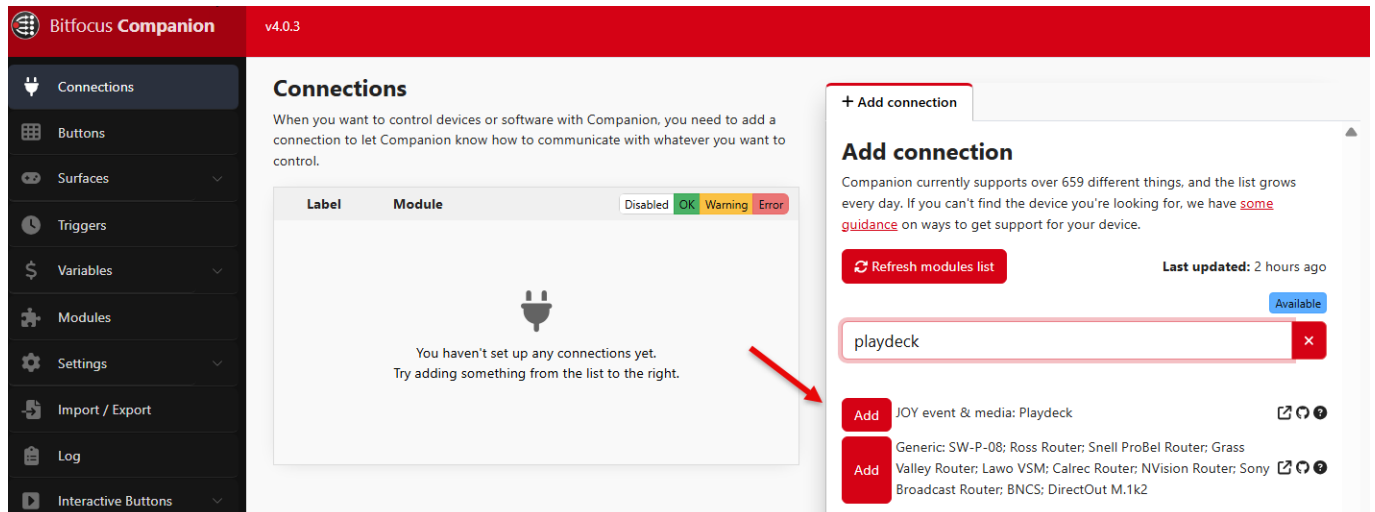 Bitfocus Companion
v4.0.3
Connections
Buttons
Surfaces
Triggers
Variables
Modules
Settings
Import / Export
Log
Interactive Buttons
Connections
When you want to control devices or software with Companion, you need to add a
connection to let Companion know how to communicate with whatever you want to
control.
Label Module Disabled OK Warning Error
You haven't set up any connections yet.
Try adding something from the list to the right.
+ Add connection
Add connection
Companion currently supports over 659 different things, and the list grows
every day. If you can't find the device you're looking for, we have some
guidance on ways to get support for your device.
Refresh modules list Last updated: 2 hours ago
Available
playdeck
Add JOY event & media: Playdeck
Generic: SW-P-08; Ross Router; Snell ProBel Router; Grass
Add Valley Router; Lawo VSM; Calrec Router; NVision Router; Sony
Broadcast Router; BNCS; DirectOut M.1k2